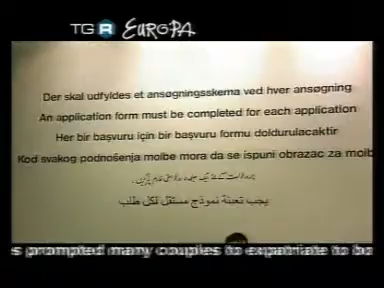 TGR EUROPA
Der skal udfyldes et ansøgningsskema ved hver ansøgning
An application form must be completed for each application
Her bir başvuru için bir başvuru formu doldurulacaktir
Kod svakog podnošenja molbe mora da se ispuni obrazac za molb
يجب تعبئة نموذج مستقل لكل طلب
s prompted many couples to expatriate to ba